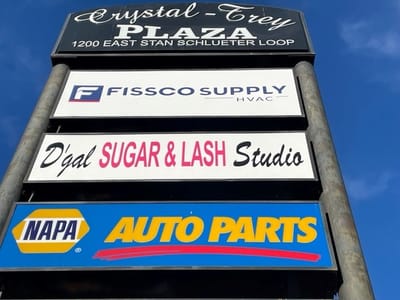 Crystal-Trey
PLAZA
1200 EAST STAN SCHLUETER LOOP
F FISSCO SUPPLY
HVAC
D'gal SUGAR & LASH Studio
NAPA AUTO PARTS